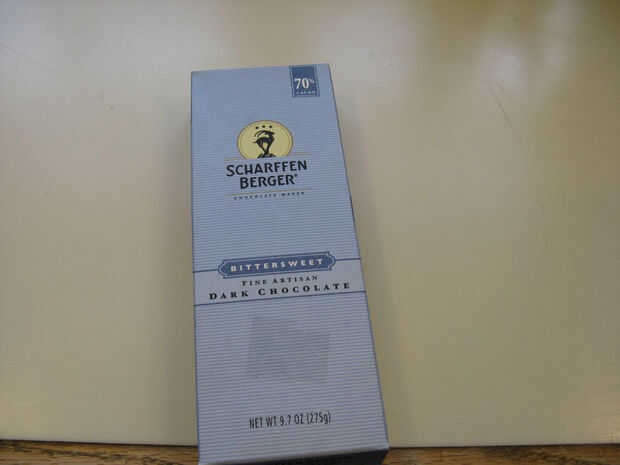 70%
CACAO
SCHARFFEN
BERGER®
CHOCOLATE MAKER
BITTERSWEET
FINE ARTISAN
DARK CHOCOLATE
NET WT 9.7 OZ (275g)